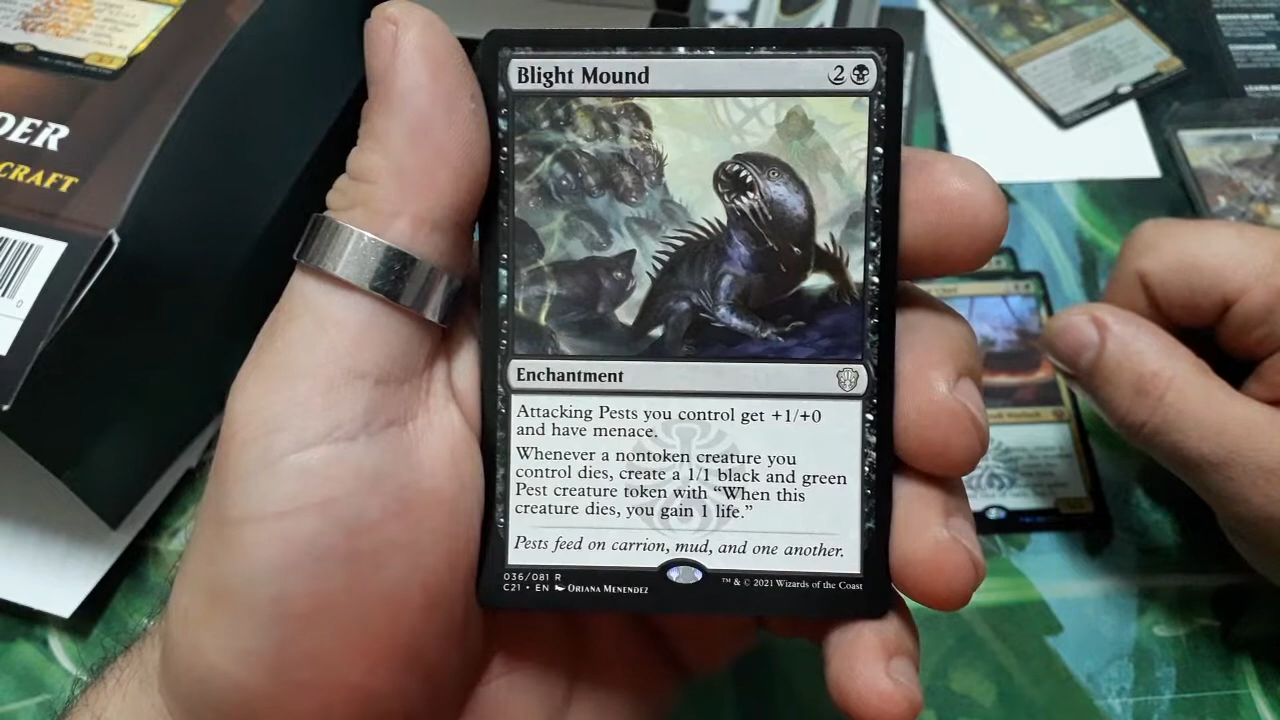 DER
CRAFT
0
Blight Mound
2
Enchantment
Attacking Pests you control get +1/+0
and have menace.
Whenever a nontoken creature you
control dies, create a 1/1 black and green
Pest creature token with “When this
creature dies, you gain 1 life.”
Pests feed on carrion, mud, and one another.
036/081 R
C21 • EN Oriana Menendez
™ & © 2021 Wizards of the Coast